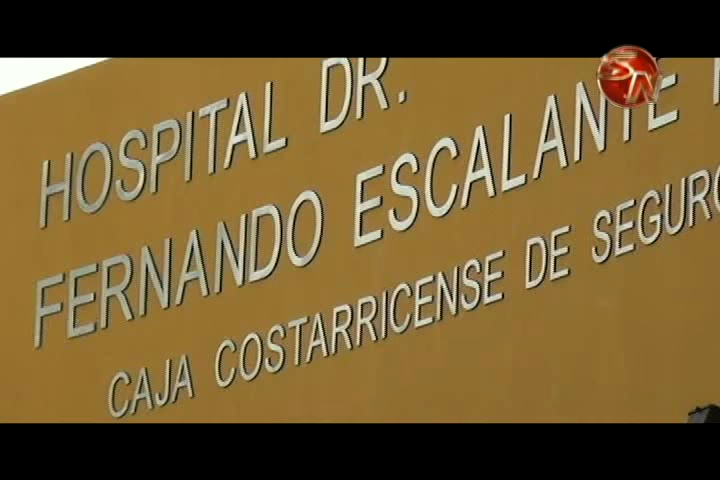 HOSPITAL DR.
FERNANDO ESCALANTE
CAJA COSTARRICENSE DE SEGURO